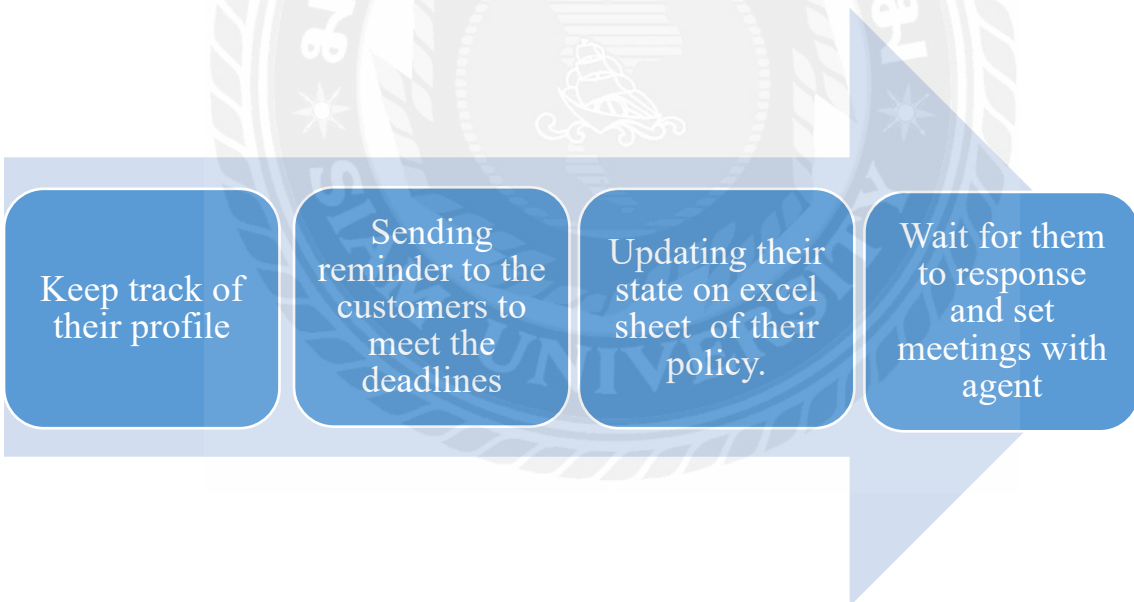 Keep track of
their profile
Sending
reminder to the
customers to
meet the
deadlines
Updating their
state on excel
sheet of their
policy.
Wait for them
to response
and set
meetings with
agent
UNIVERSITY